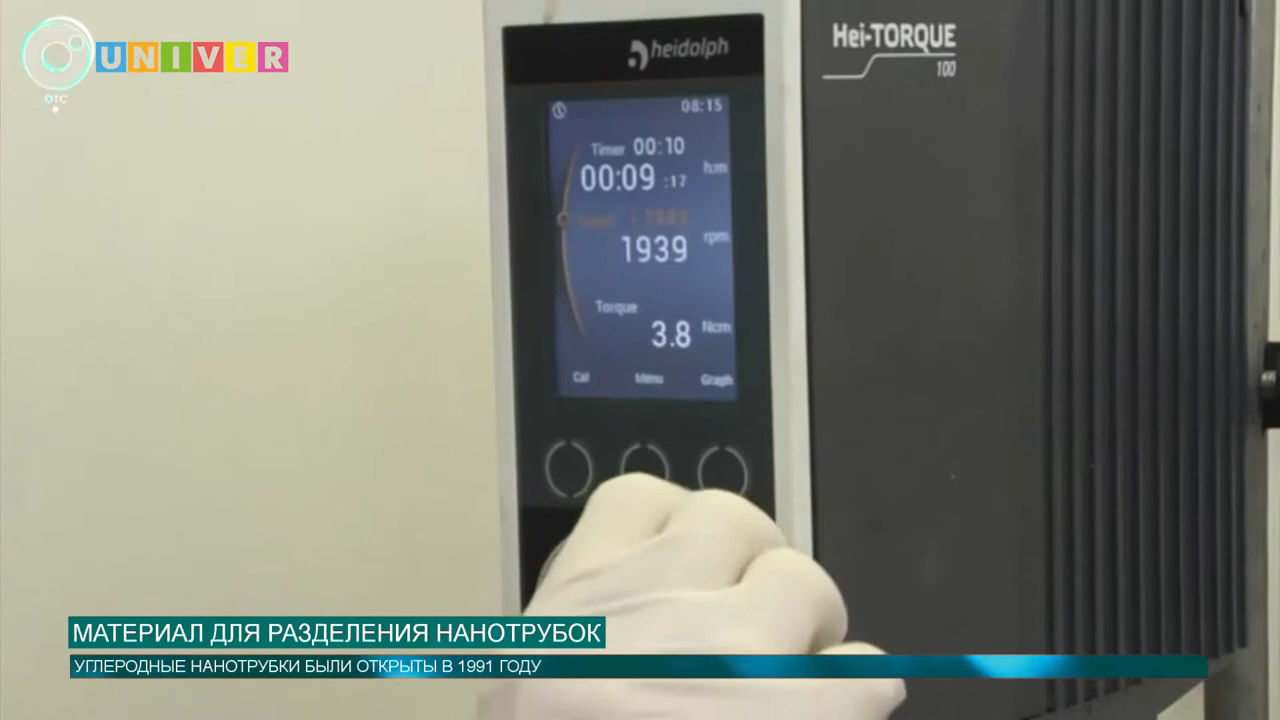 ОТС
UNIVER
heidolph
Hei-TORQUE
100
08:15
Timer 00:10
00:09 :17 h:m
1939 rpm
Torque
3.8 Ncm
Cal Menu Graph
МАТЕРИАЛ ДЛЯ РАЗДЕЛЕНИЯ НАНОТРУБОК
УГЛЕРОДНЫЕ НАНОТРУБКИ БЫЛИ ОТКРЫТЫ В 1991 ГОДУ